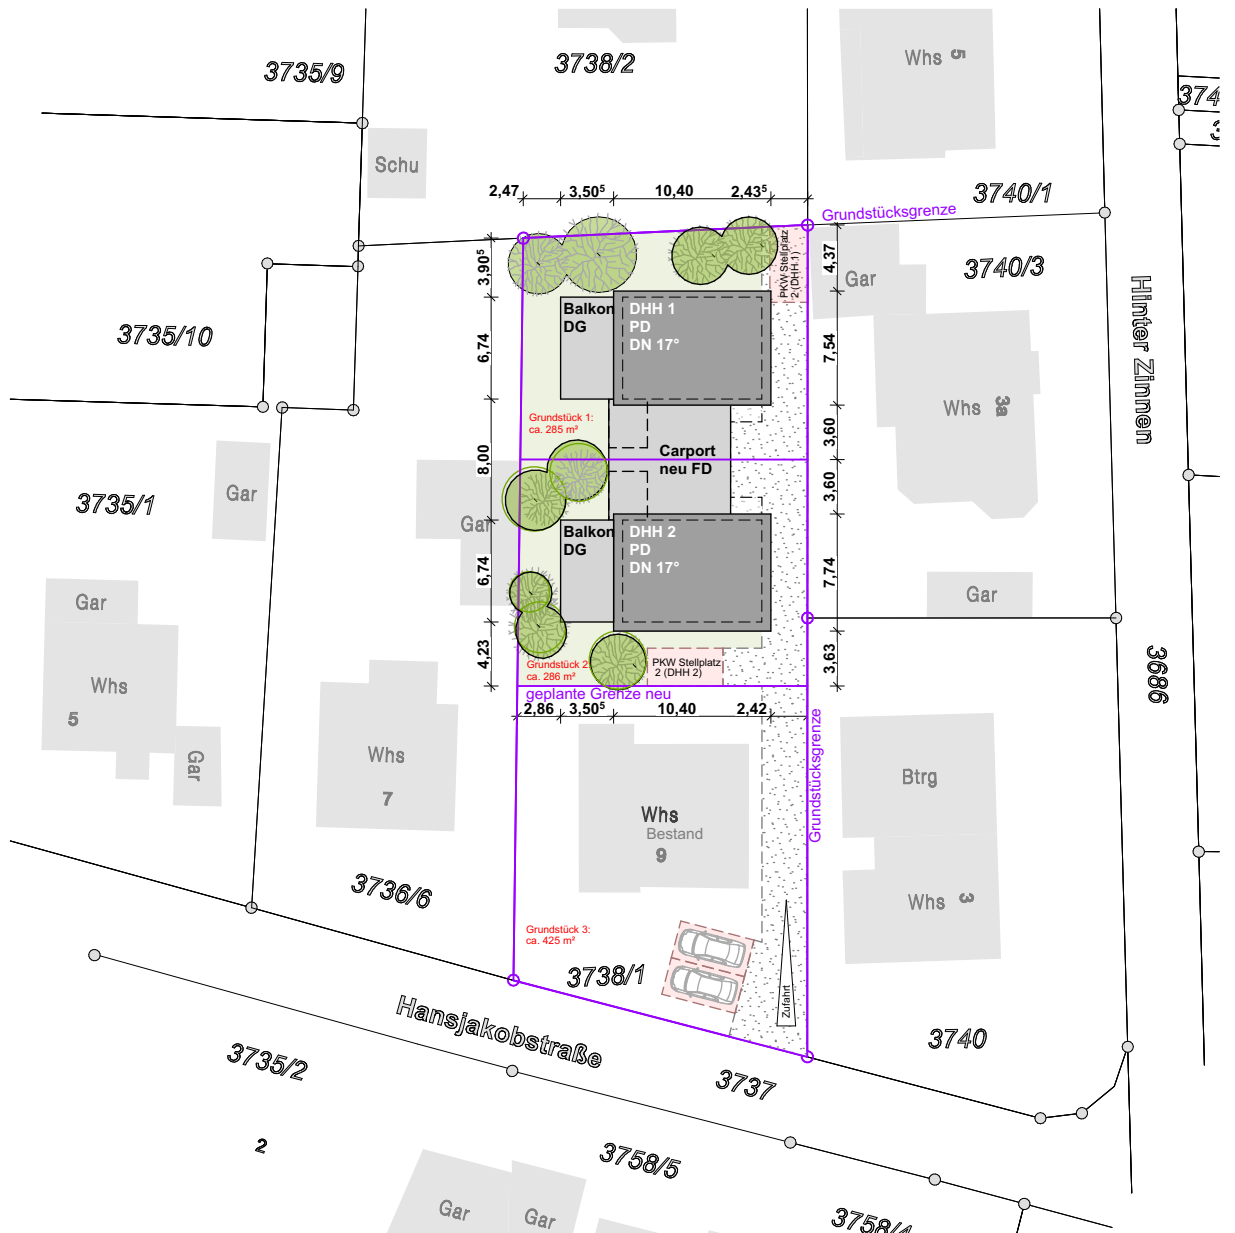 3735/9
3738/2
Whs 5
374
Schu
3740/1
2,47 3,50⁵ 10,40 2,43⁵
Grundstücksgrenze
3,90⁵
PKW Stellplatz
2 (DHH 1)
4,37
Gar
3740/3
3735/10
Balkon
DG
DHH 1
PD
DN 17°
6,74
7,54
Hinter Zinnen
Whs 3a
Grundstück 1:
ca. 285 m²
3,60
Carport
neu FD
8,00
3,60
3735/1
Gar
Gar
Balkon
DG
DHH 2
PD
DN 17°
6,74
7,74
Gar
Gar
4,23
Grundstück 2
ca. 286 m²
PKW Stellplatz
2 (DHH 2)
3,63
3686
geplante Grenze neu
2,86 3,50⁵ 10,40 2,42
Whs
5
Gar
Whs
7
Grundstücksgrenze
Btrg
Whs
Bestand
9
Whs 3
3736/6
Grundstück 3:
ca. 425 m²
3738/1
Zufahrt
Hansjakobstraße
3740
3735/2
3737
2
3758/5
Gar
Gar
3758/4